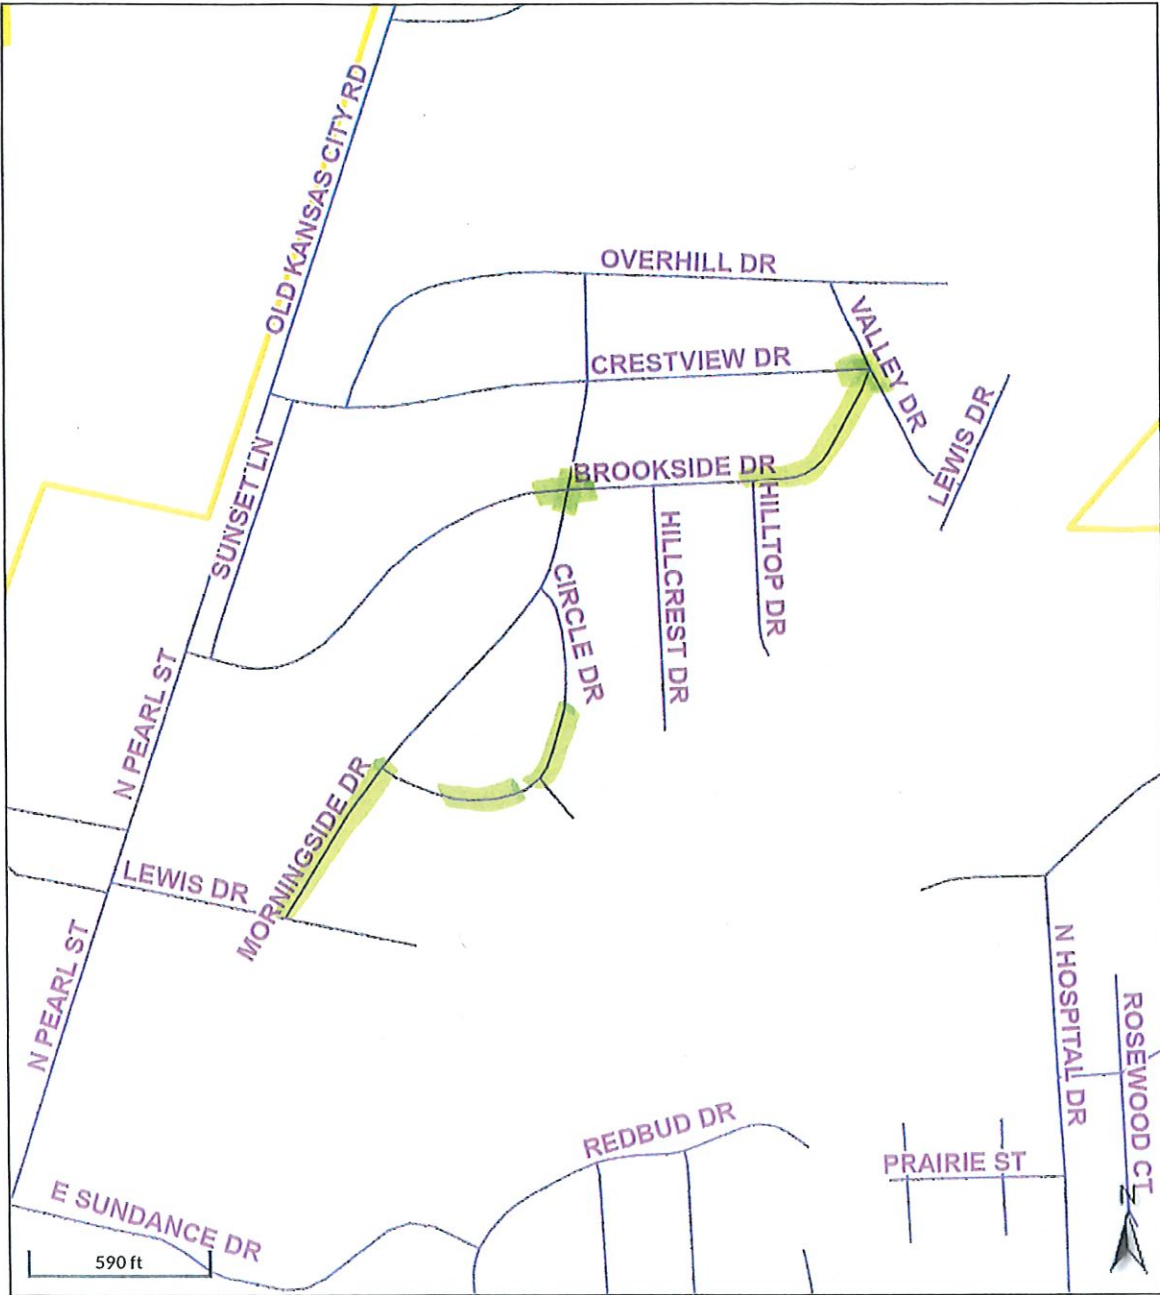 OLD KANSAS CITY RD
OVERHILL DR
VALLEY DR
CRESTVIEW DR
LEWIS DR
SUNSET LN
BROOKSIDE DR
HILLTOP DR
HILLCREST DR
CIRCLE DR
N PEARL ST
MORNINGSIDE DR
LEWIS DR
N PEARL ST
N HOSPITAL DR
ROSEWOOD CT
REDBUD DR
PRAIRIE ST
E SUNDANCE DR
N
590 ft